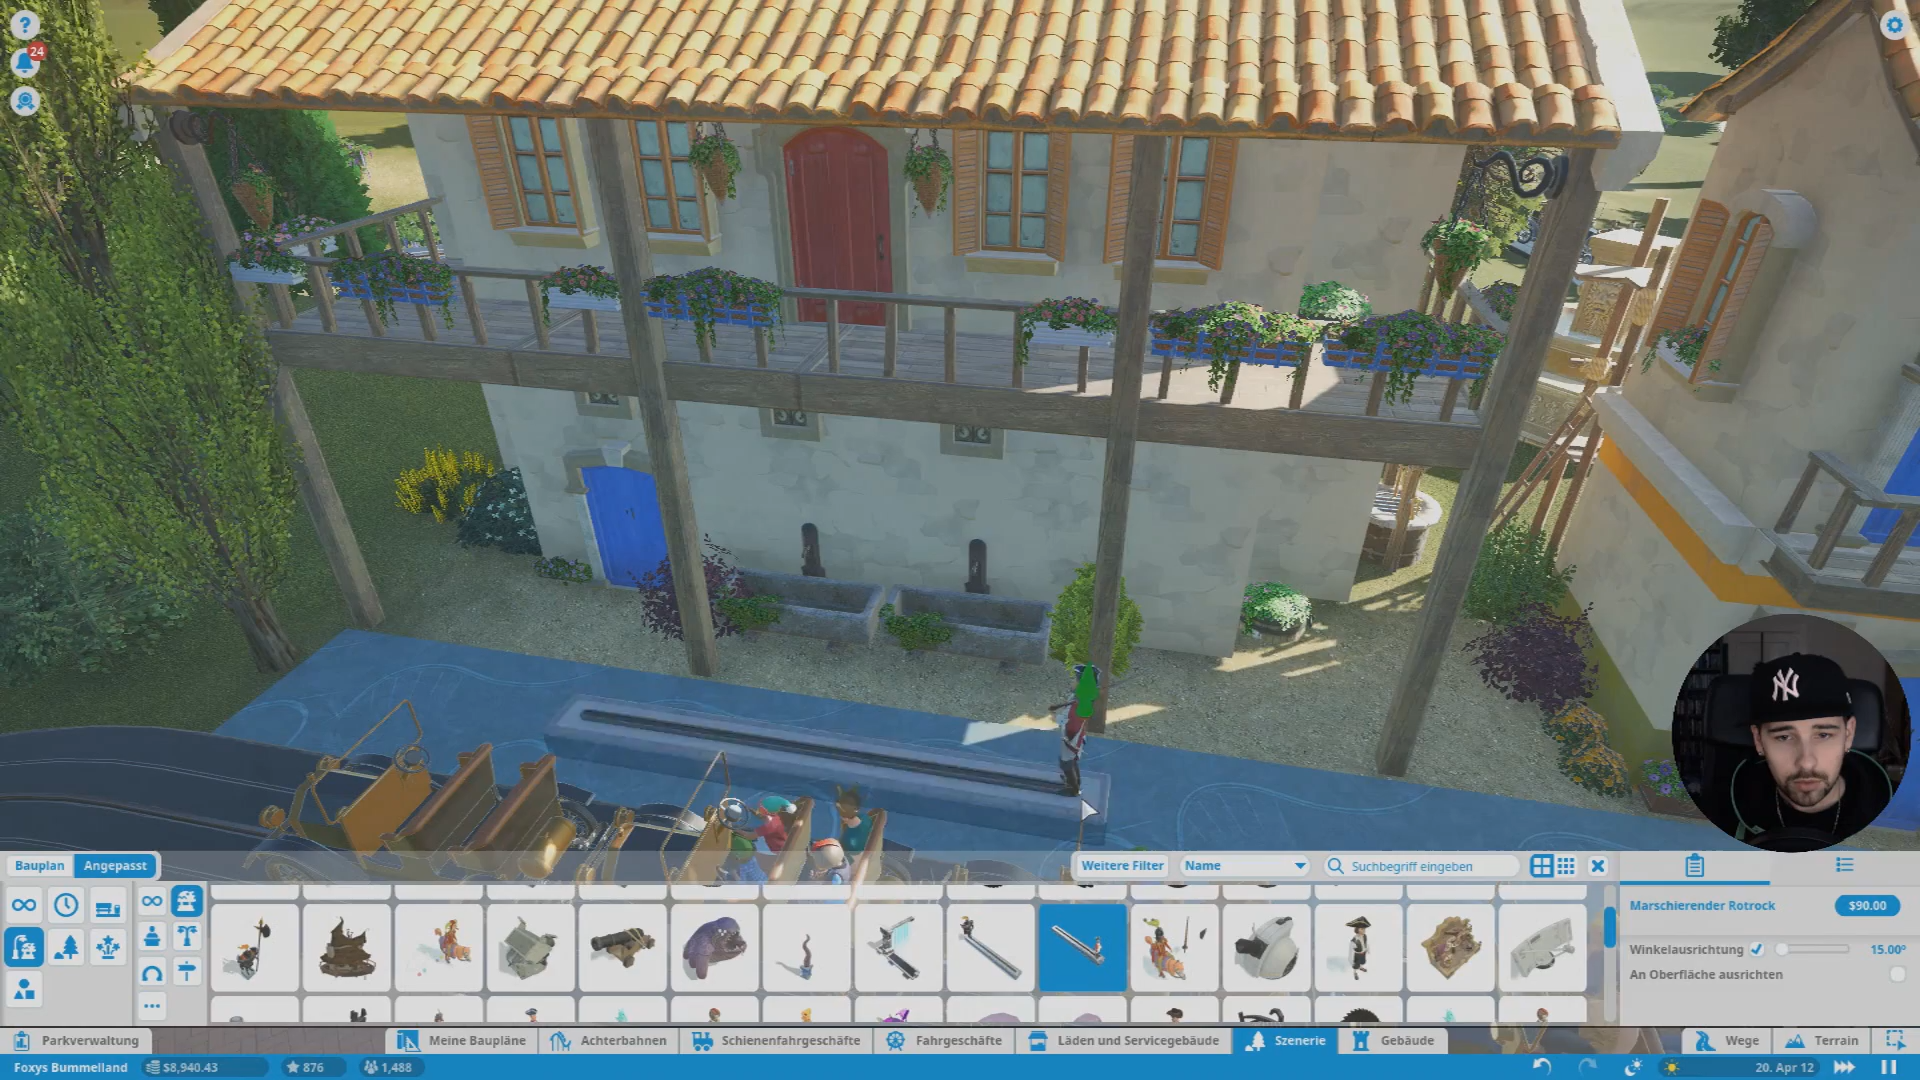 ?
24
NY
Bauplan
Angepasst
Weitere Filter
Name
Suchbegriff eingeben
Marschierender Rotrock
$90.00
Winkelausrichtung
15.00°
An Oberfläche ausrichten
Parkverwaltung
Meine Baupläne
Achterbahnen
Schienenfahrgeschäfte
Fahrgeschäfte
Läden und Servicegebäude
Szenerie
Gebäude
Wege
Terrain
Foxys Bummelland
$8,940.43
876
1,488
20. Apr 12